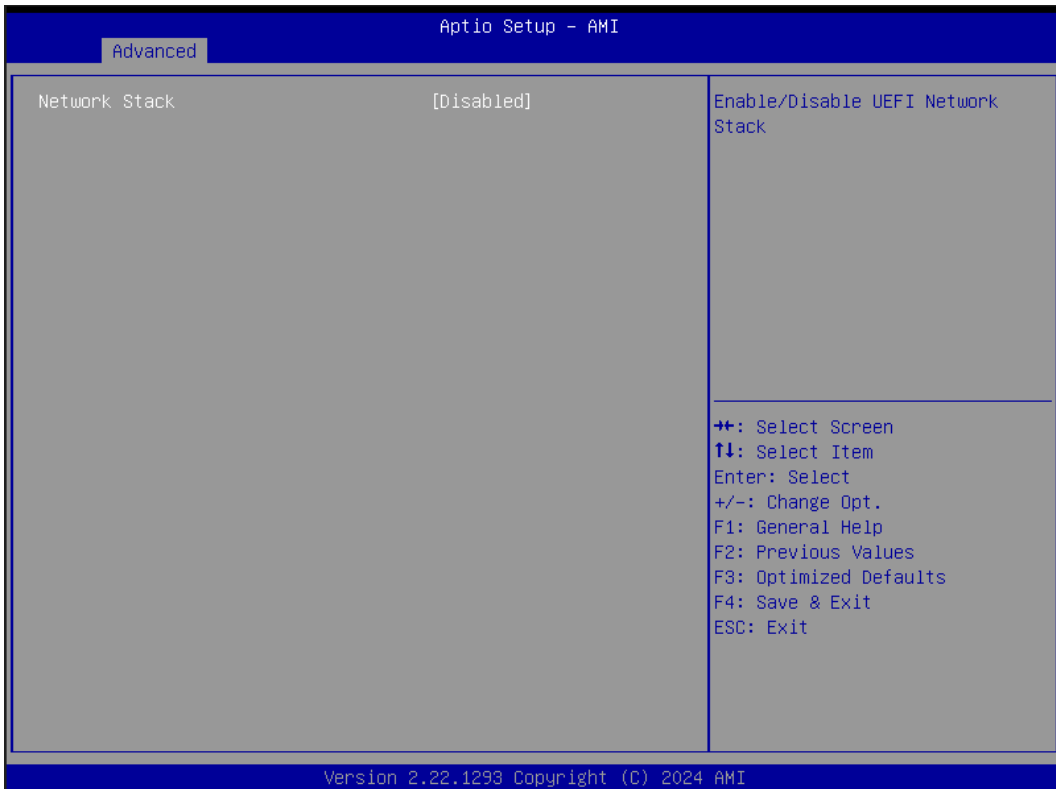 Aptio Setup – AMI
Advanced
Network Stack [Disabled]
Enable/Disable UEFI Network
Stack
→←: Select Screen
↑↓: Select Item
Enter: Select
+/-: Change Opt.
F1: General Help
F2: Previous Values
F3: Optimized Defaults
F4: Save & Exit
ESC: Exit
Version 2.22.1293 Copyright (C) 2024 AMI